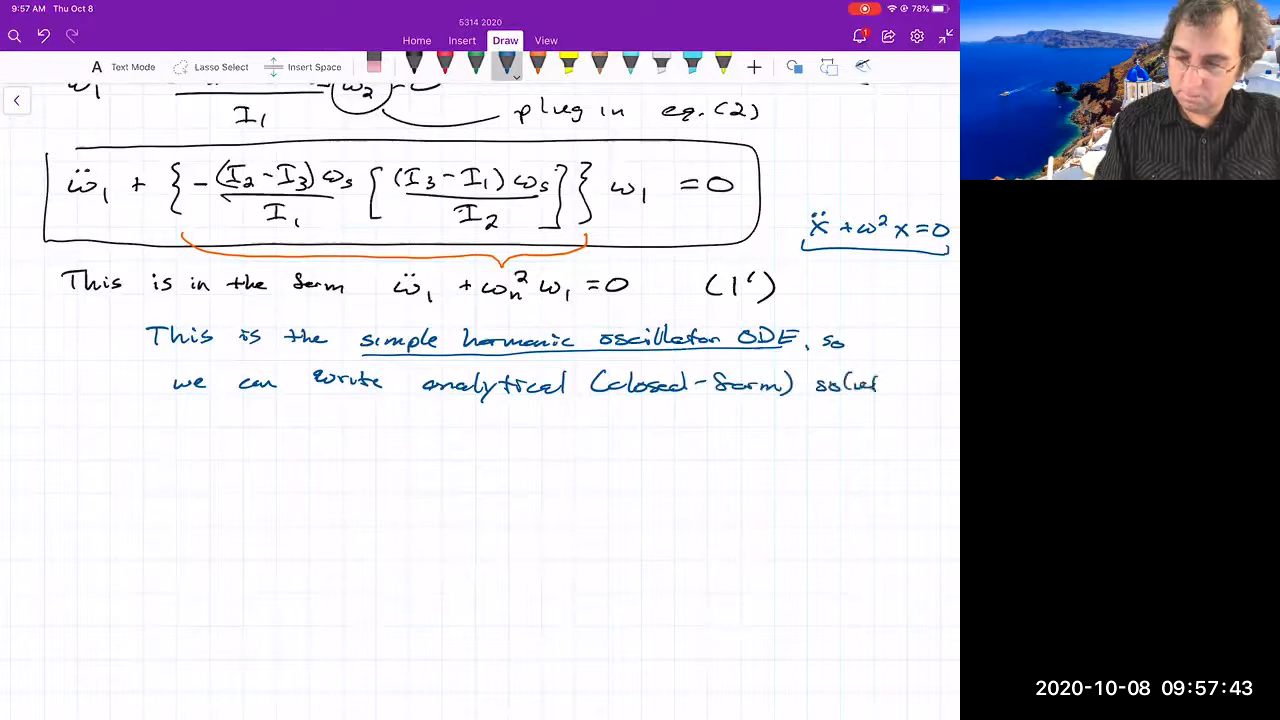 9:57 AM Thu Oct 8
78%
5314 2020
Home Insert Draw View
1
A Text Mode Lasso Select Insert Space
I₁
ω₂
plug in eq. (2)
ω̈₁ + { - (I₂ - I₃) ωₛ / I₁ [ (I₃ - I₁) ωₛ / I₂ ] } ω₁ = 0
ẍ + ω² x = 0
This is in the form ω̈₁ + ωₙ² ω₁ = 0 (1')
This is the simple harmonic oscillator ODE, so
we can write analytical (closed-form)
2020-10-08 09:57:43